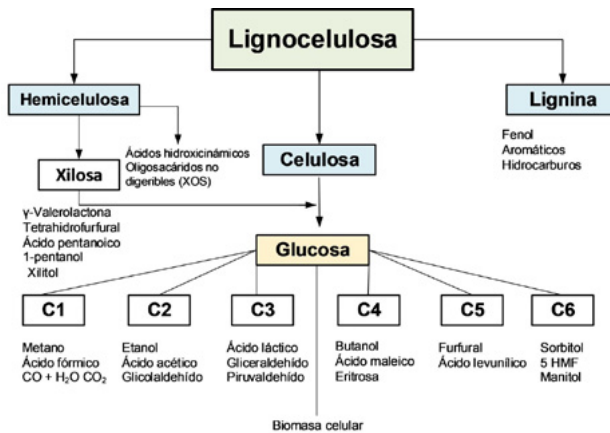 Lignocelulosa
Hemicelulosa
Lignina
Fenol
Aromáticos
Hidrocarburos
Ácidos hidroxicinámicos
Oligosacáridos no
digeribles (XOS)
Celulosa
Xilosa
γ-Valerolactona
Tetrahidrofurfural
Ácido pentanoico
1-pentanol
Xilitol
Glucosa
C1
C2
C3
C4
C5
C6
Metano
Ácido fórmico
CO + H2O CO2
Etanol
Ácido acético
Glicolaldehído
Ácido láctico
Gliceraldehído
Piruvaldehído
Butanol
Ácido maleico
Eritrosa
Furfural
Ácido levunílico
Sorbitol
5 HMF
Manitol
Biomasa celular